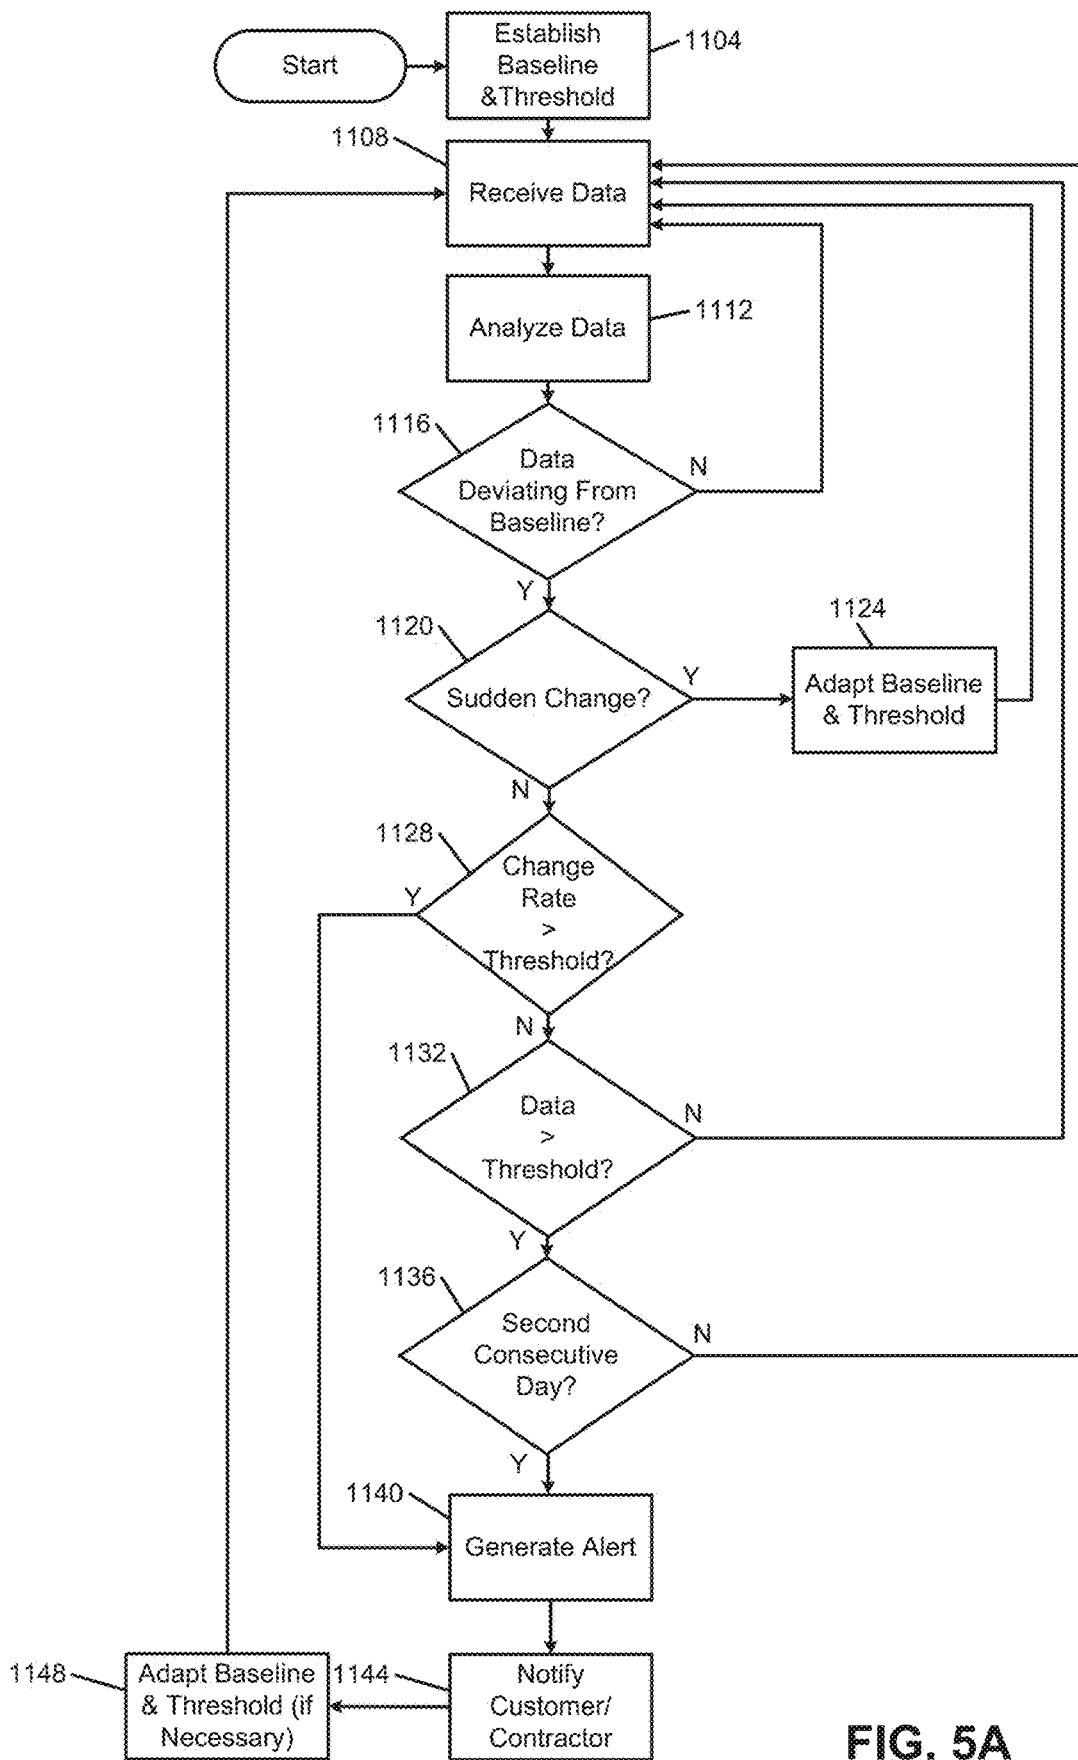 Start
Establish
Baseline
&Threshold
1104
1108
Receive Data
Analyze Data
1112
1116
Data
Deviating From
Baseline?
N
Y
1120
Sudden Change?
Y
1124
Adapt Baseline
& Threshold
N
1128
Change
Rate
>
Threshold?
Y
N
1132
Data
>
Threshold?
N
Y
1136
Second
Consecutive
Day?
N
Y
1140
Generate Alert
1148
Adapt Baseline
& Threshold (if
Necessary)
1144
Notify
Customer/
Contractor
FIG. 5A